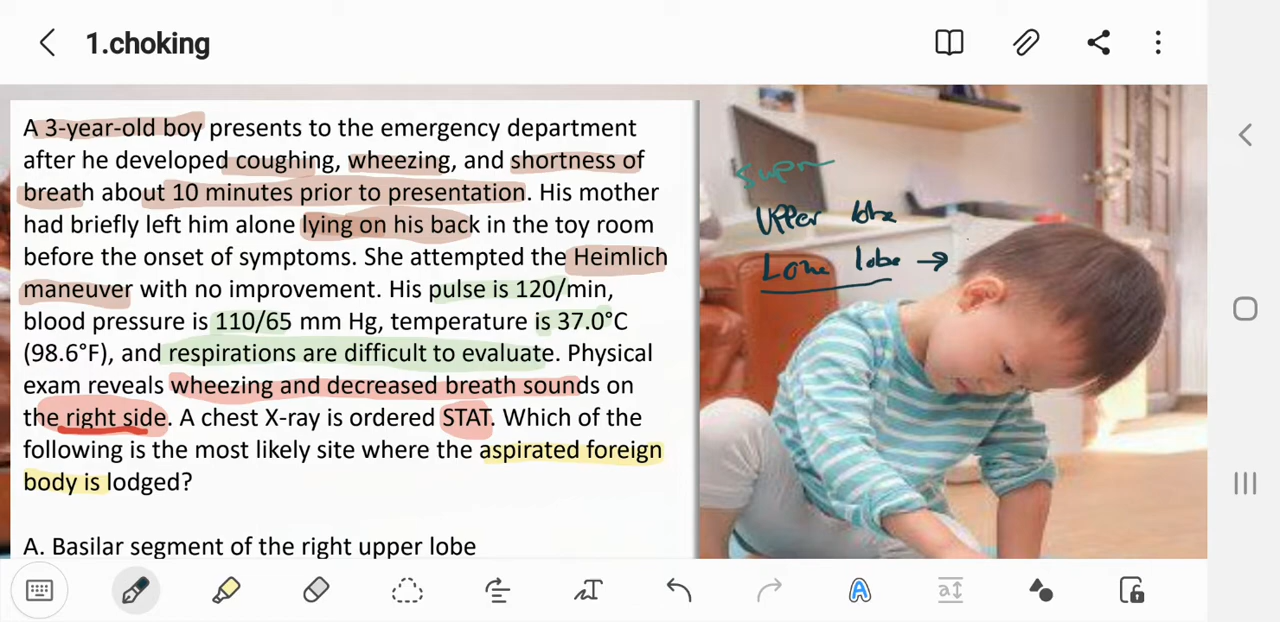 1.choking
A 3-year-old boy presents to the emergency department
after he developed coughing, wheezing, and shortness of
breath about 10 minutes prior to presentation. His mother
had briefly left him alone lying on his back in the toy room
before the onset of symptoms. She attempted the Heimlich
maneuver with no improvement. His pulse is 120/min,
blood pressure is 110/65 mm Hg, temperature is 37.0°C
(98.6°F), and respirations are difficult to evaluate. Physical
exam reveals wheezing and decreased breath sounds on
the right side. A chest X-ray is ordered STAT. Which of the
following is the most likely site where the aspirated foreign
body is lodged?
A. Basilar segment of the right upper lobe
Upper lobe
lobe →